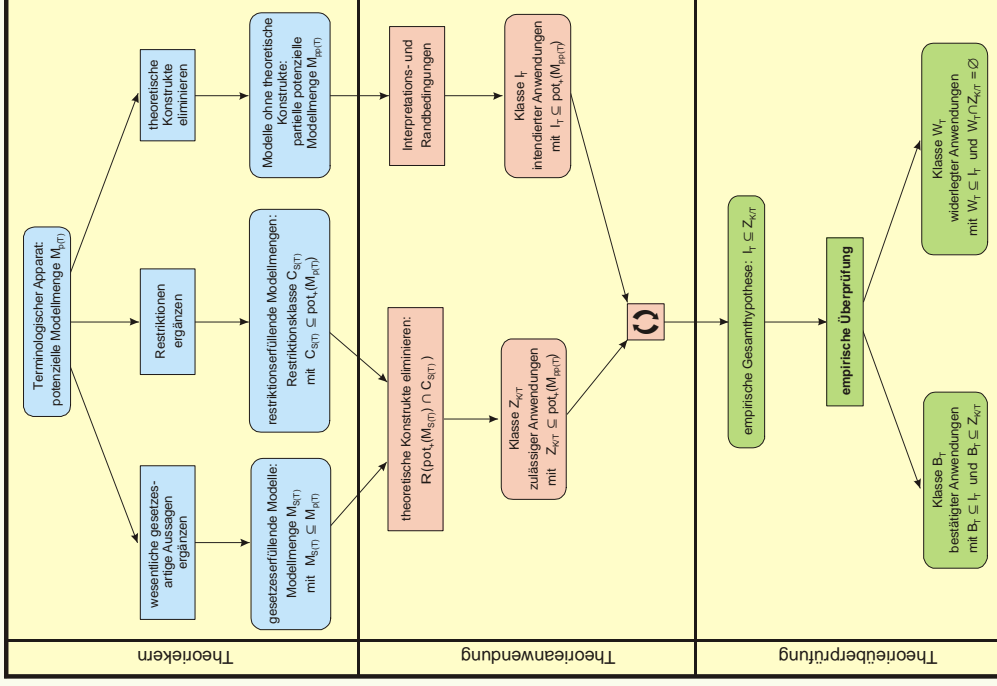 Theoriekern
Terminologischer Apparat:
potenzielle Modellmenge M_p(T)
wesentliche gesetzes-
artige Aussagen
ergänzen
Restriktionen
ergänzen
theoretische
Konstrukte
eliminieren
gesetzeserfüllende Modelle:
Modellmenge M_S(T)
mit M_S(T) ⊆ M_p(T)
restriktionserfüllende Modellmengen:
Restriktionsklasse C_S(T)
mit C_S(T) ⊆ pot_+(M_p(T))
Modelle ohne theoretische
Konstrukte:
partielle potenzielle
Modellmenge M_pp(T)
Theorieanwendung
theoretische Konstrukte eliminieren:
R(pot_+(M_S(T)) ∩ C_S(T))
Interpretations- und
Randbedingungen
Klasse Z_K/T
zulässiger Anwendungen
mit Z_K/T ⊆ pot_+(M_pp(T))
Klasse I_T
intendierter Anwendungen
mit I_T ⊆ pot_+(M_pp(T))
Theorieüberprüfung
empirische Gesamthypothese: I_T ⊆ Z_K/T
empirische Überprüfung
Klasse B_T
bestätigter Anwendungen
mit B_T ⊆ I_T und B_T ⊆ Z_K/T
Klasse W_T
widerlegter Anwendungen
mit W_T ⊆ I_T und W_T∩Z_K/T = ∅